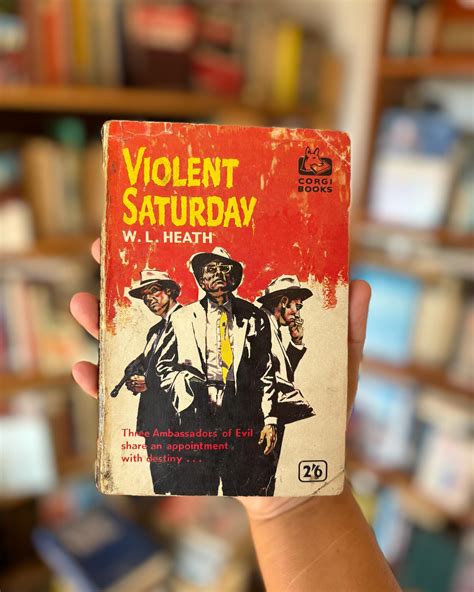 VIOLENT
SATURDAY
W. L. HEATH
CORGI
BOOKS
Three Ambassadors of Evil
share an appointment
with destiny . . .
2'6